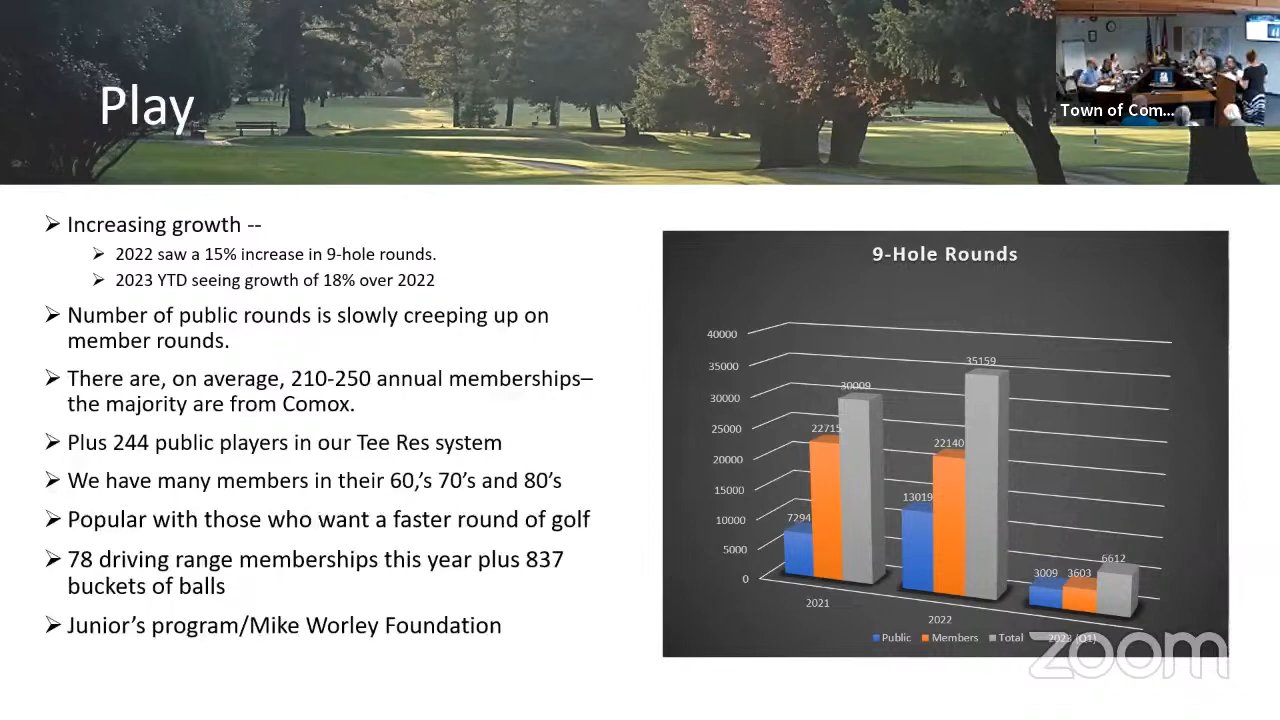 Play
Town of Com...
➢ Increasing growth --
➢ 2022 saw a 15% increase in 9-hole rounds.
➢ 2023 YTD seeing growth of 18% over 2022
➢ Number of public rounds is slowly creeping up on
member rounds.
➢ There are, on average, 210-250 annual memberships–
the majority are from Comox.
➢ Plus 244 public players in our Tee Res system
➢ We have many members in their 60,'s 70's and 80's
➢ Popular with those who want a faster round of golf
➢ 78 driving range memberships this year plus 837
buckets of balls
➢ Junior's program/Mike Worley Foundation
9-Hole Rounds
40000
35000
30000
25000
20000
15000
10000
5000
0
7294
22715
30009
13019
22140
35159
3009
3603
6612
2021
2022
2023 (Q1)
Public Members Total
zoom